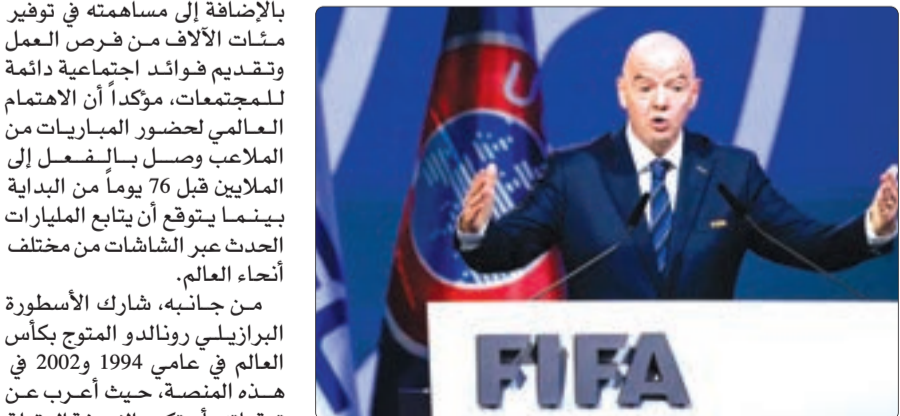 بالإضافة إلى مساهمته في توفير
مئات الآلاف من فرص العمل
وتقديم فوائد اجتماعية دائمة
للمجتمعات، مؤكداً أن الاهتمام
العالمي لحضور المباريات من
الملاعب وصل بالفعل إلى
الملايين قبل 76 يوماً من البداية
بينما يتوقع أن يتابع المليارات
الحدث عبر الشاشات من مختلف
أنحاء العالم.
من جانبه، شارك الأسطورة
البرازيلي رونالدو المتوج بكأس
العالم في عامي 1994 و2002 في
هذه المنصة، حيث أعرب عن
FIFA